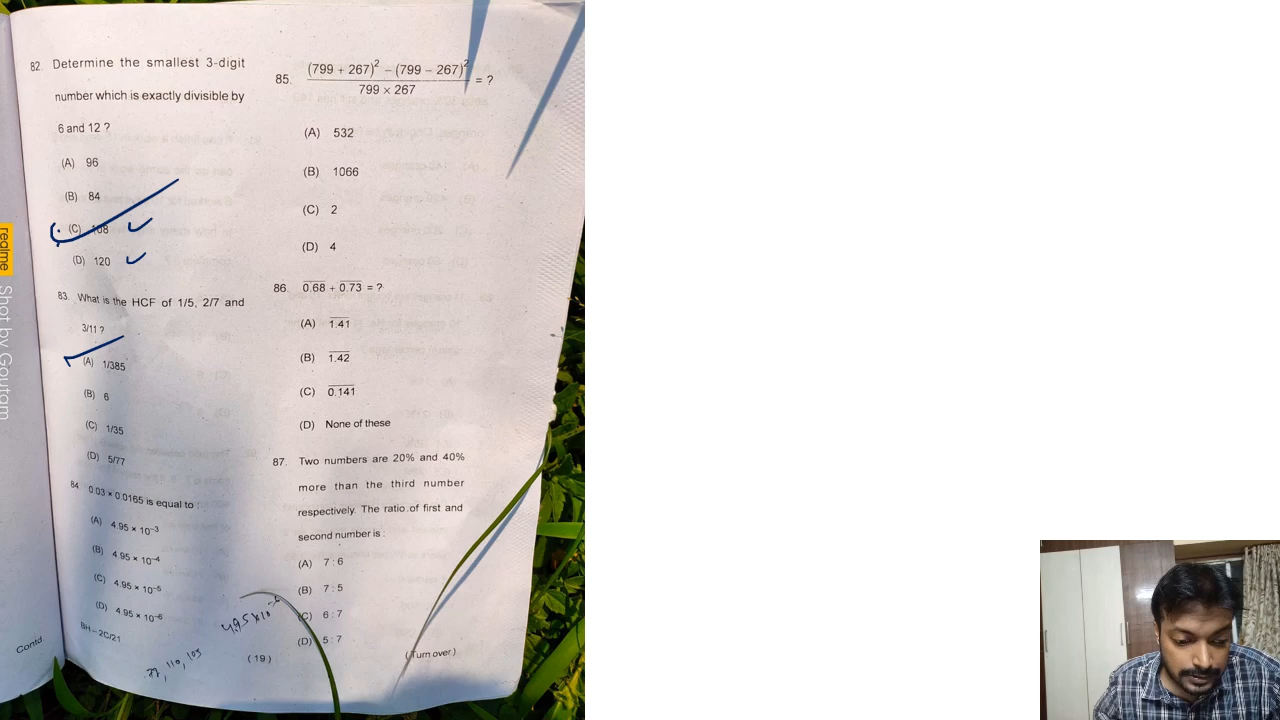 82. Determine the smallest 3-digit
number which is exactly divisible by
6 and 12 ?
(A) 96
(B) 84
(C) 108
(D) 120
83. What is the HCF of 1/5, 2/7 and
3/11 ?
(A) 1/385
(B) 6
(C) 1/35
(D) 5/77
84 0.03 × 0.0165 is equal to :
(A) 4.95 × 10⁻³
(B) 4.95 × 10⁻⁴
(C) 4.95 × 10⁻⁵
(D) 4.95 × 10⁻⁶
BH – 2C/21
Contd.
85. (799 + 267)² – (799 – 267)²
799 × 267
= ?
(A) 532
(B) 1066
(C) 2
(D) 4
86. 0.68 + 0.73 = ?
(A) 1.41
(B) 1.42
(C) 0.141
(D) None of these
87. Two numbers are 20% and 40%
more than the third number
respectively. The ratio of first and
second number is :
(A) 7 : 6
(B) 7 : 5
(C) 6 : 7
(D) 5 : 7
(19)
(Turn over)
realme
Shot by Goutam